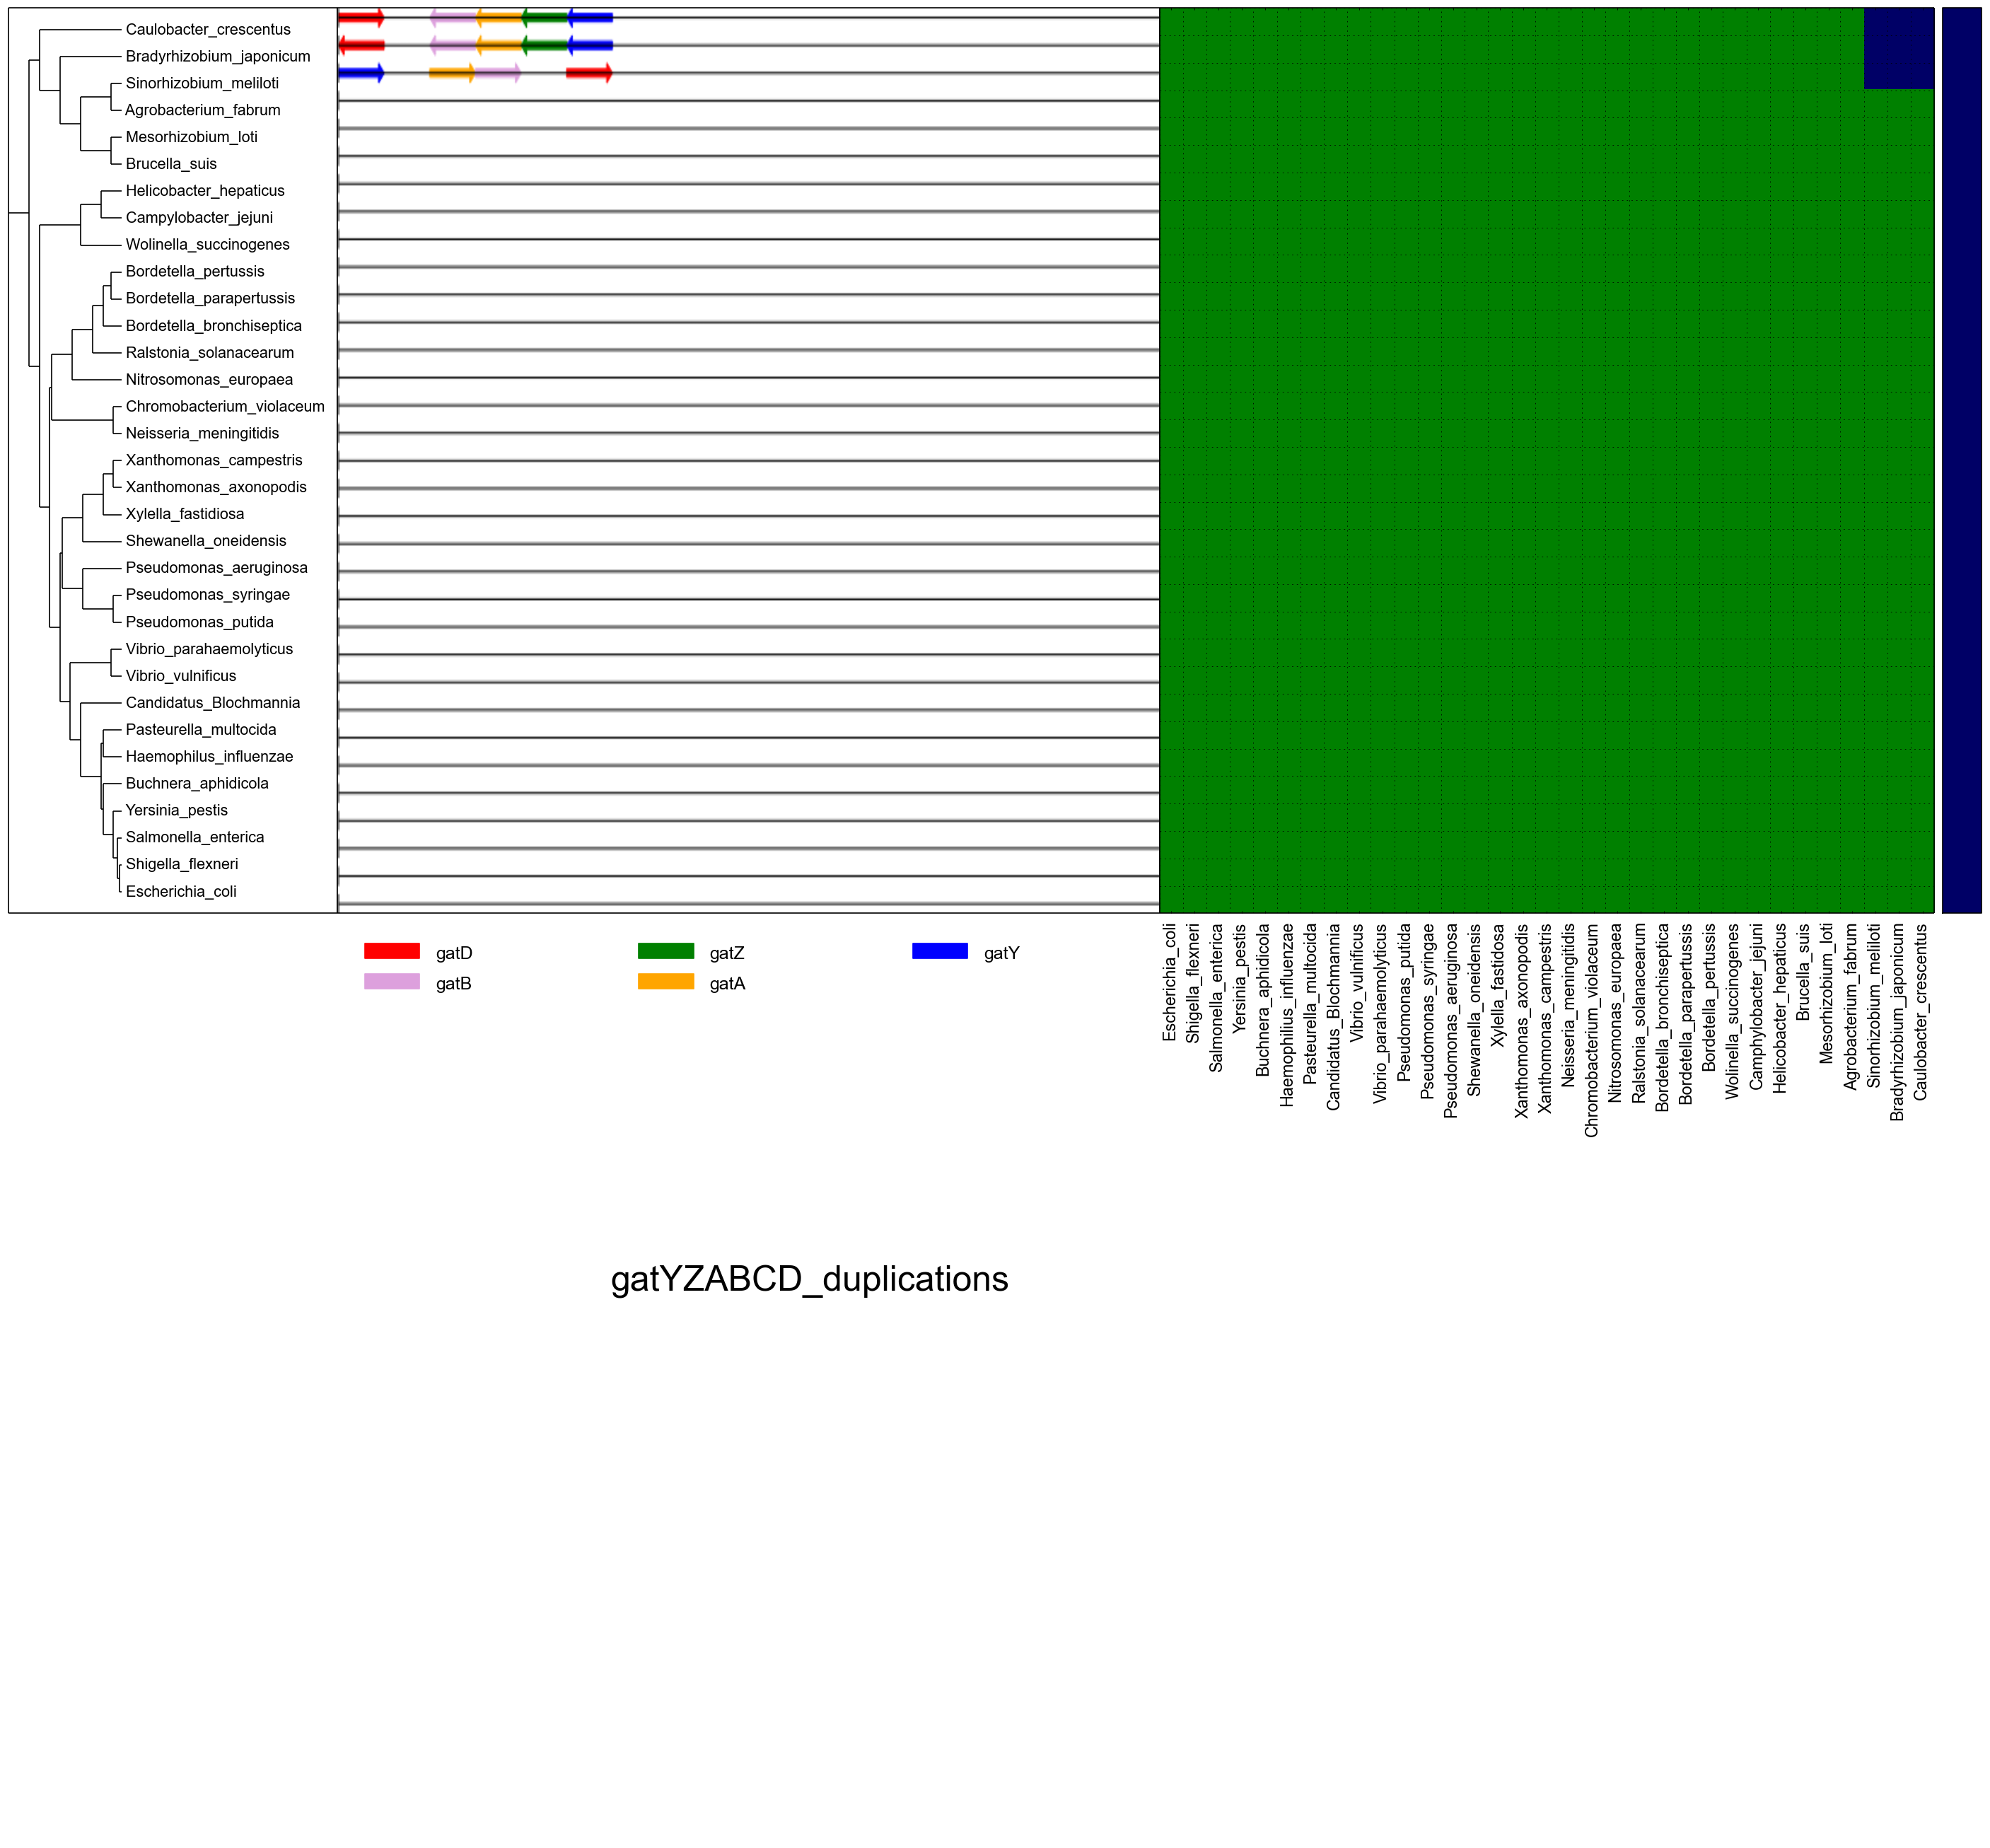 Caulobacter_crescentus
Bradyrhizobium_japonicum
Sinorhizobium_meliloti
Agrobacterium_fabrum
Mesorhizobium_loti
Brucella_suis
Helicobacter_hepaticus
Campylobacter_jejuni
Wolinella_succinogenes
Bordetella_pertussis
Bordetella_parapertussis
Bordetella_bronchiseptica
Ralstonia_solanacearum
Nitrosomonas_europaea
Chromobacterium_violaceum
Neisseria_meningitidis
Xanthomonas_campestris
Xanthomonas_axonopodis
Xylella_fastidiosa
Shewanella_oneidensis
Pseudomonas_aeruginosa
Pseudomonas_syringae
Pseudomonas_putida
Vibrio_parahaemolyticus
Vibrio_vulnificus
Candidatus_Blochmannia
Pasteurella_multocida
Haemophilus_influenzae
Buchnera_aphidicola
Yersinia_pestis
Salmonella_enterica
Shigella_flexneri
Escherichia_coli
gatD gatZ gatY
gatB gatA
Escherichia_coli
Shigella_flexneri
Salmonella_enterica
Yersinia_pestis
Buchnera_aphidicola
Haemophilus_influenzae
Pasteurella_multocida
Candidatus_Blochmannia
Vibrio_vulnificus
Vibrio_parahaemolyticus
Pseudomonas_putida
Pseudomonas_syringae
Pseudomonas_aeruginosa
Shewanella_oneidensis
Xylella_fastidiosa
Xanthomonas_axonopodis
Xanthomonas_campestris
Neisseria_meningitidis
Chromobacterium_violaceum
Nitrosomonas_europaea
Ralstonia_solanacearum
Bordetella_bronchiseptica
Bordetella_parapertussis
Bordetella_pertussis
Wolinella_succinogenes
Campylobacter_jejuni
Helicobacter_hepaticus
Brucella_suis
Mesorhizobium_loti
Agrobacterium_fabrum
Sinorhizobium_meliloti
Bradyrhizobium_japonicum
Caulobacter_crescentus
gatYZABCD_duplications